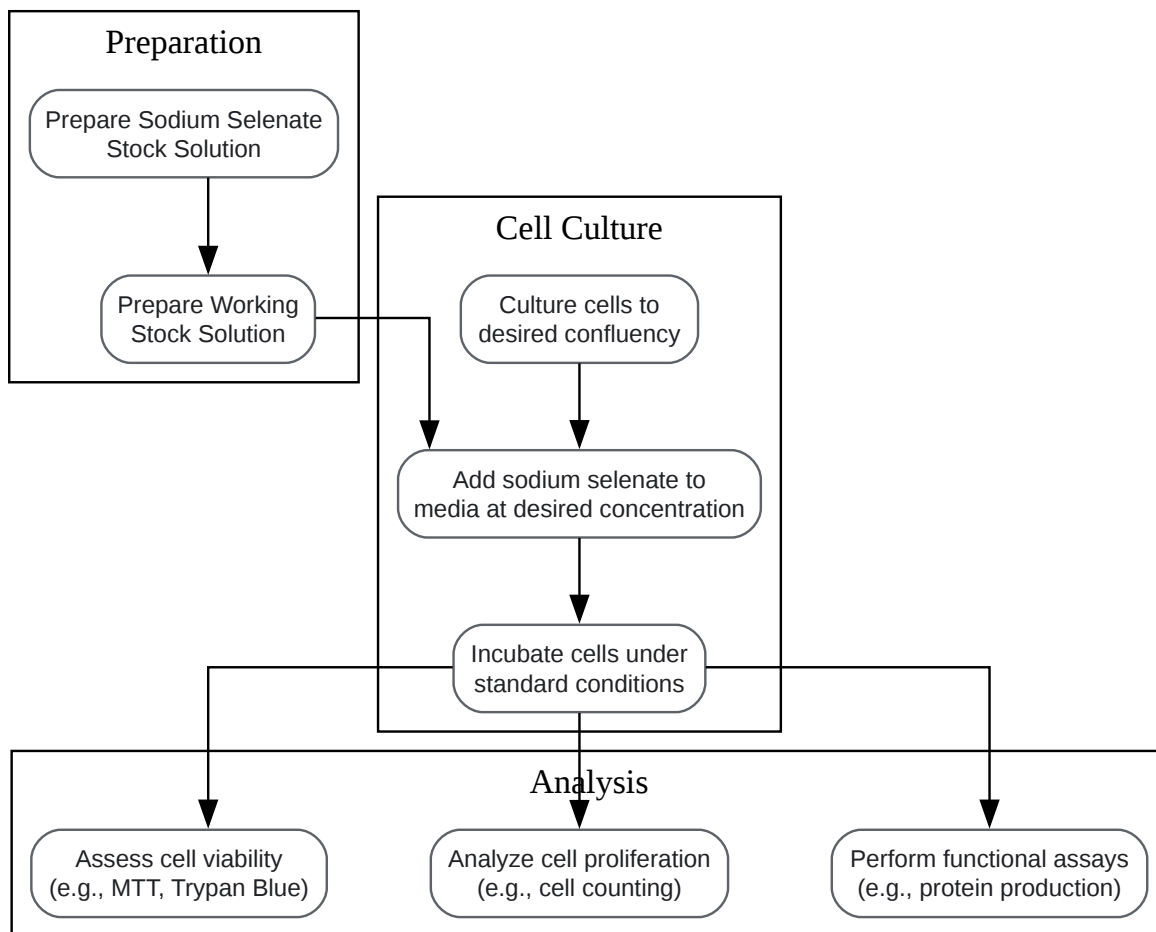 Preparation
Prepare Sodium Selenate
Stock Solution
Prepare Working
Stock Solution
Cell Culture
Culture cells to
desired confluency
Add sodium selenate to
media at desired concentration
Incubate cells under
standard conditions
Analysis
Assess cell viability
(e.g., MTT, Trypan Blue)
Analyze cell proliferation
(e.g., cell counting)
Perform functional assays
(e.g., protein production)